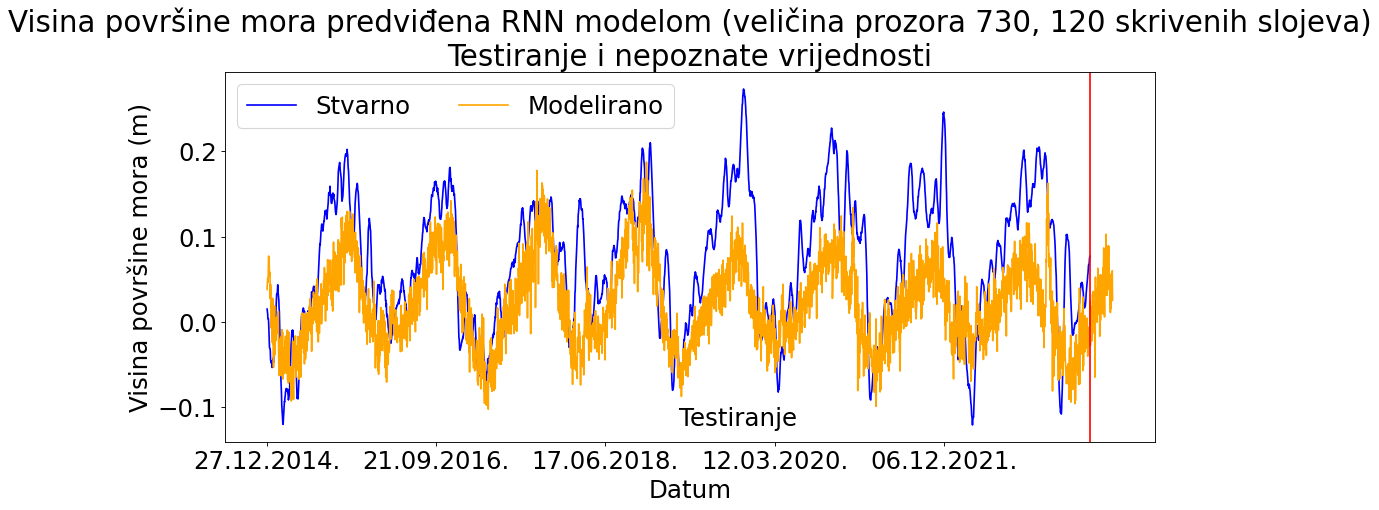 Visina površine mora predviđena RNN modelom (veličina prozora 730, 120 skrivenih slojeva)
Testiranje i nepoznate vrijednosti
Stvarno
Modelirano
Visina površine mora (m)
0.2
0.1
0.0
−0.1
Testiranje
27.12.2014.
21.09.2016.
17.06.2018.
12.03.2020.
06.12.2021.
Datum